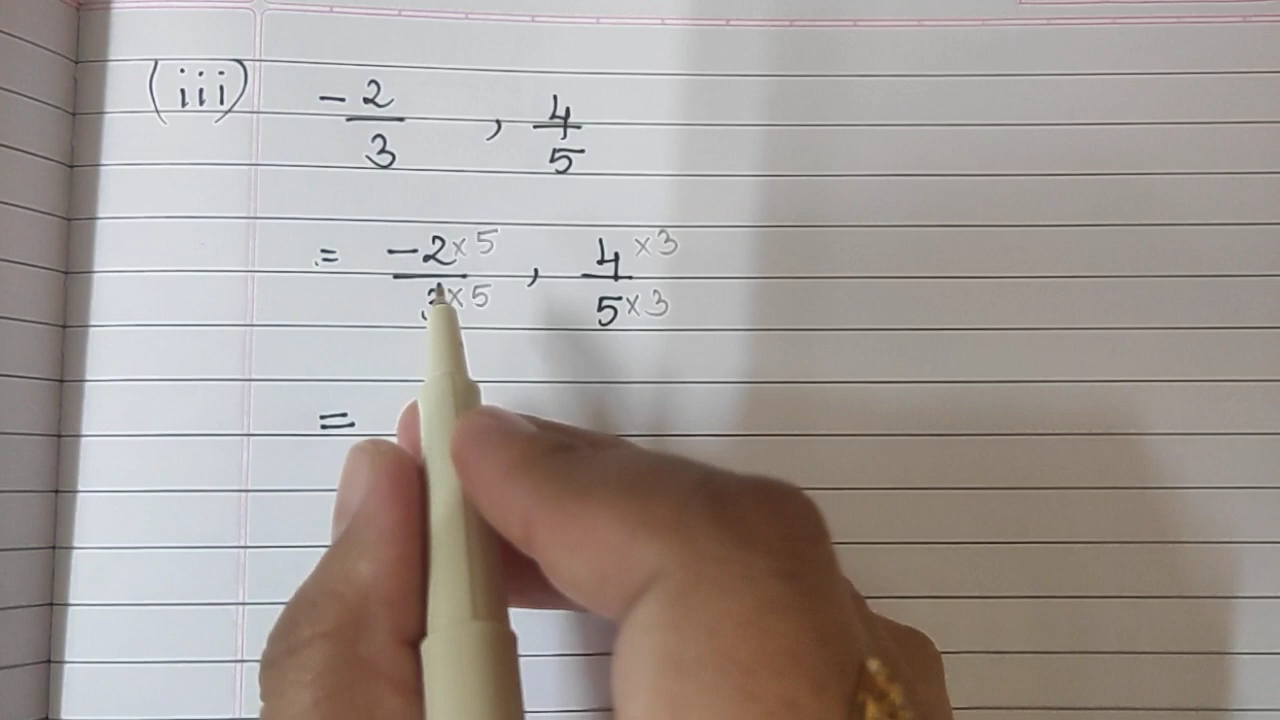 (iii) -2/3 , 4/5
= -2×5/3×5 , 4×3/5×3
=